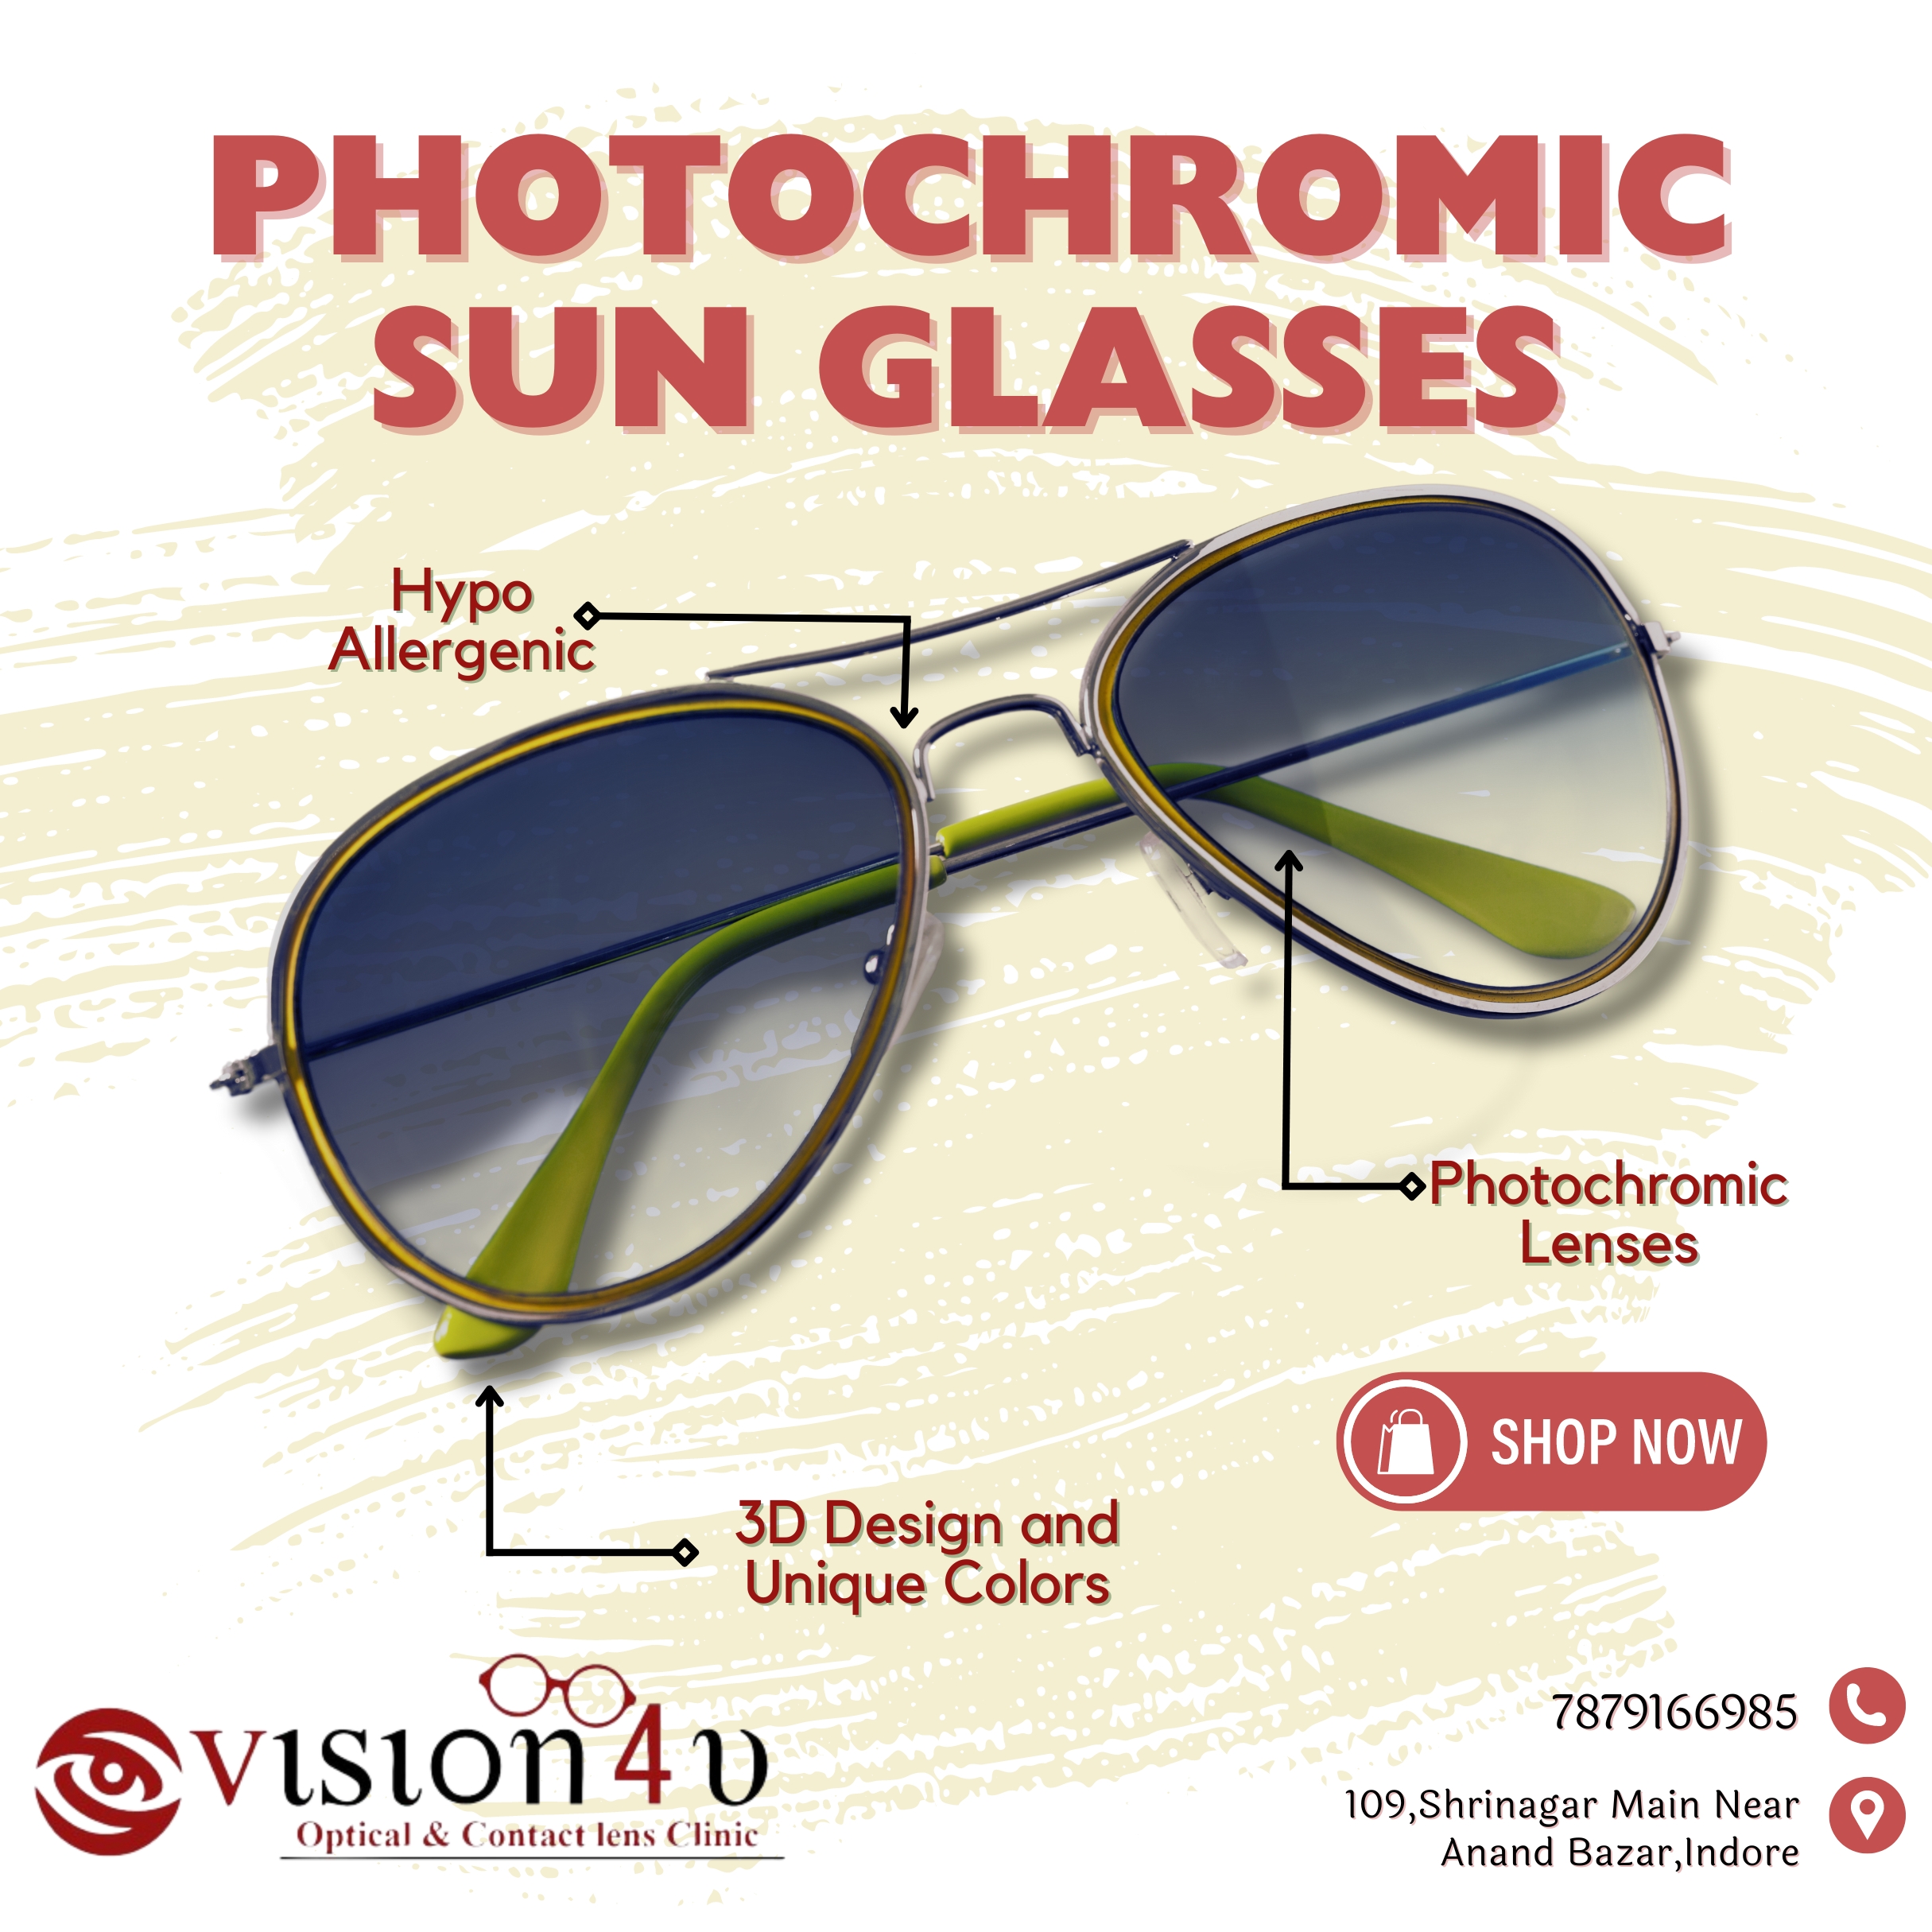 PHOTOCHROMIC
SUN GLASSES
Hypo
Allergenic
Photochromic
Lenses
SHOP NOW
3D Design and
Unique Colors
vision4u
Optical & Contact lens Clinic
7879166985
109,Shrinagar Main Near
Anand Bazar,Indore